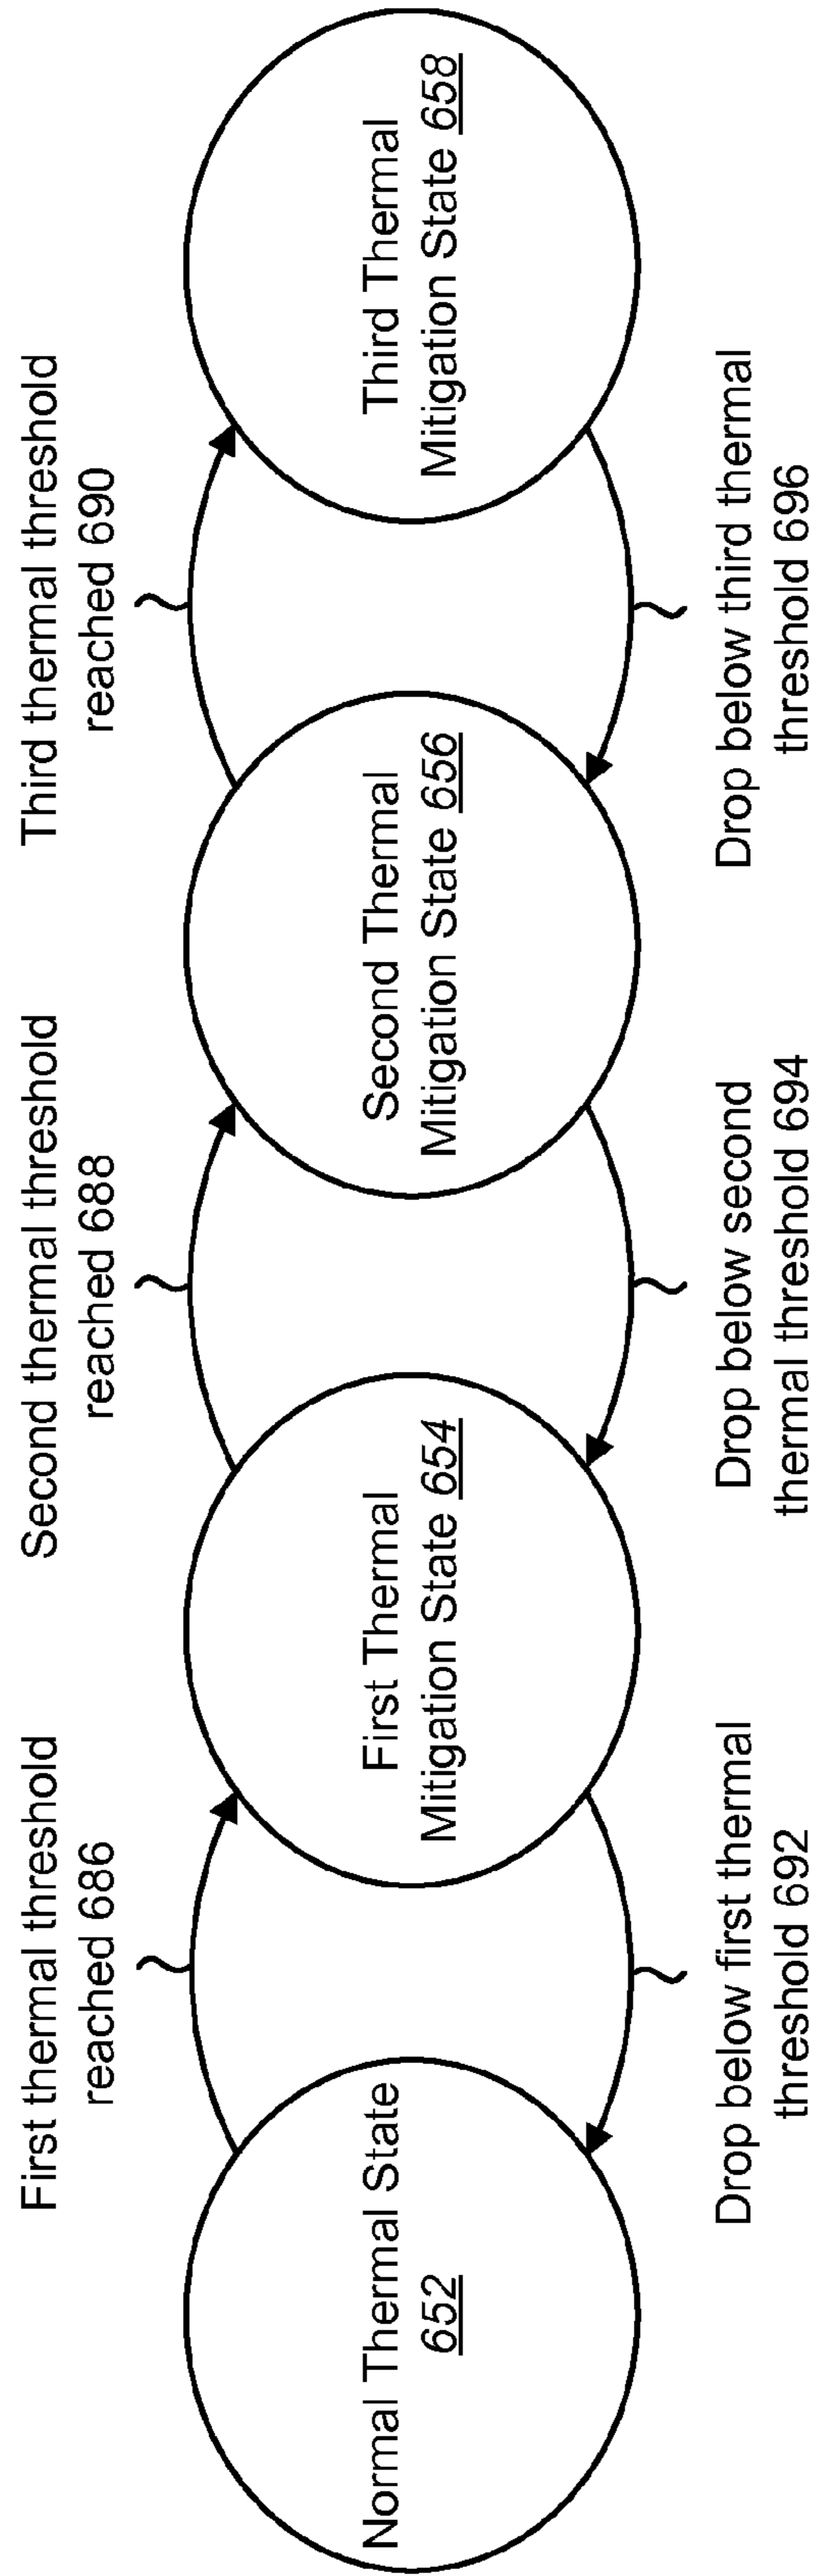 First thermal threshold
reached 686
Second thermal threshold
reached 688
Third thermal threshold
reached 690
Normal Thermal State
652
First Thermal
Mitigation State 654
Second Thermal
Mitigation State 656
Third Thermal
Mitigation State 658
Drop below first thermal
threshold 692
Drop below second
thermal threshold 694
Drop below third thermal
threshold 696